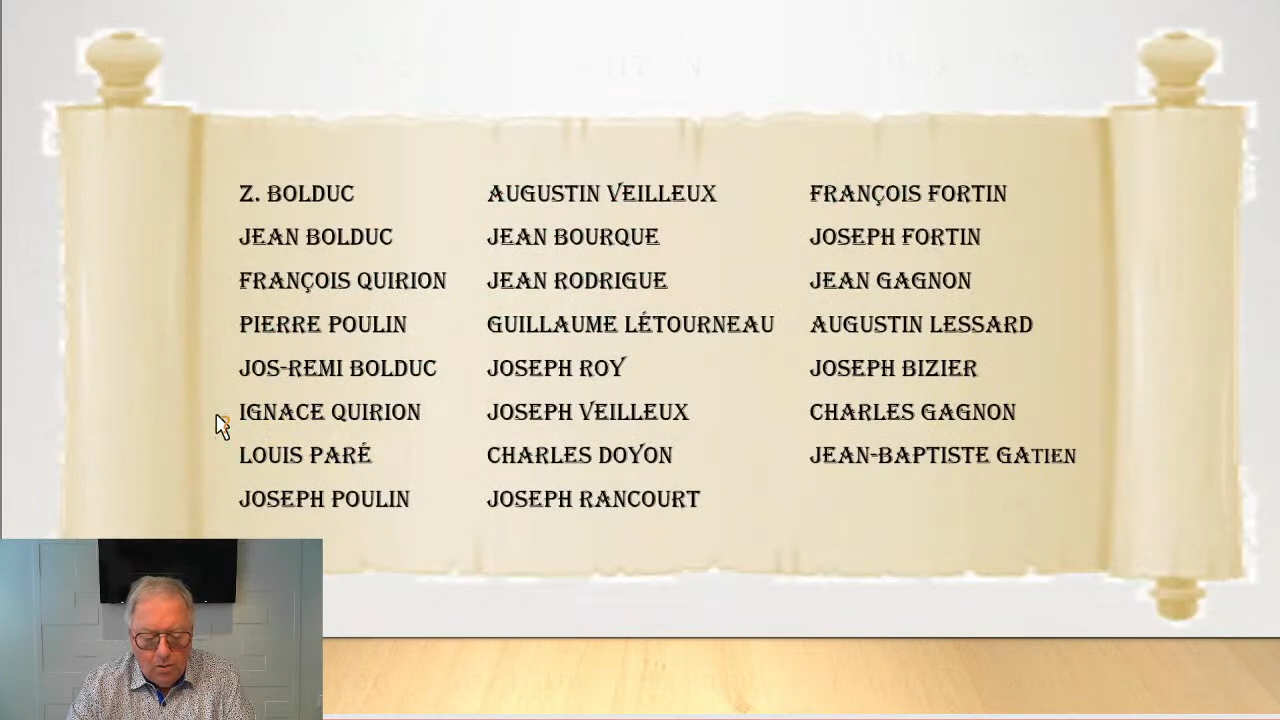 Z. BOLDUC
JEAN BOLDUC
FRANÇOIS QUIRION
PIERRE POULIN
JOS-REMI BOLDUC
IGNACE QUIRION
LOUIS PARÉ
JOSEPH POULIN
AUGUSTIN VEILLEUX
JEAN BOURQUE
JEAN RODRIGUE
GUILLAUME LÉTOURNEAU
JOSEPH ROY
JOSEPH VEILLEUX
CHARLES DOYON
JOSEPH RANCOURT
FRANÇOIS FORTIN
JOSEPH FORTIN
JEAN GAGNON
AUGUSTIN LESSARD
JOSEPH BIZIER
CHARLES GAGNON
JEAN-BAPTISTE GATIEN